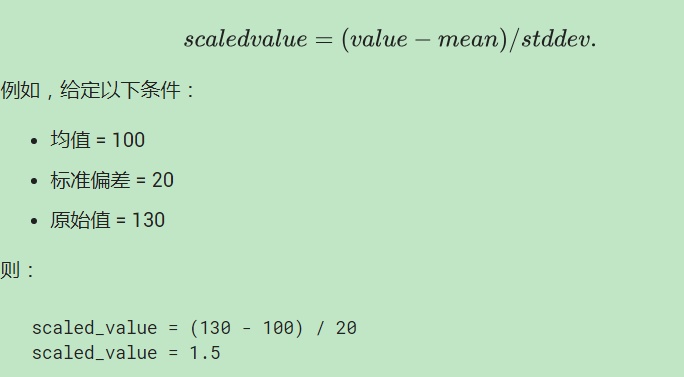 scaledvalue = (value − mean)/stddev.
例如，给定以下条件：
• 均值 = 100
• 标准偏差 = 20
• 原始值 = 130
则：
scaled_value = (130 - 100) / 20
scaled_value = 1.5